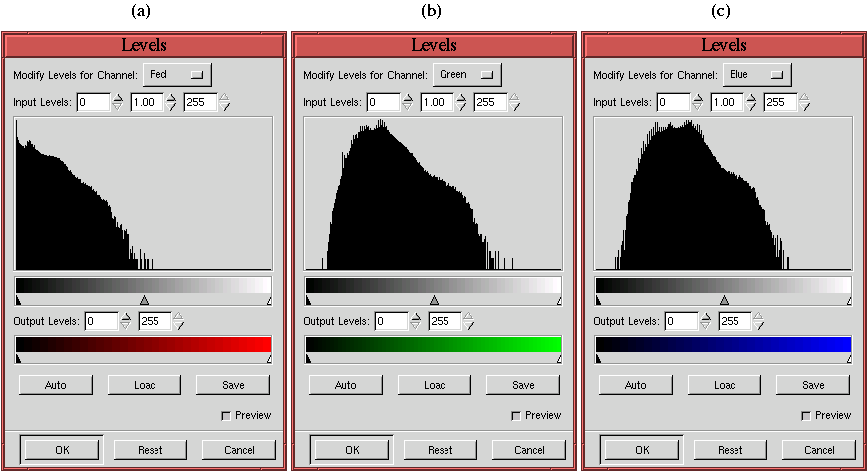 (a)
Levels
Modify Levels for Channel: Fed
Input Levels: 0 1.00 255
Output Levels: 0 255
Auto Loac Save
Preview
OK Reset Cancel
(b)
Levels
Modify Levels for Channel: Green
Input Levels: 0 1.00 255
Output Levels: 0 255
Auto Loac Save
Preview
OK Reset Cancel
(c)
Levels
Modify Levels for Channel: Elue
Input Levels: 0 1.00 255
Output Levels: 0 255
Auto Loac Save
Preview
OK Reset Cancel